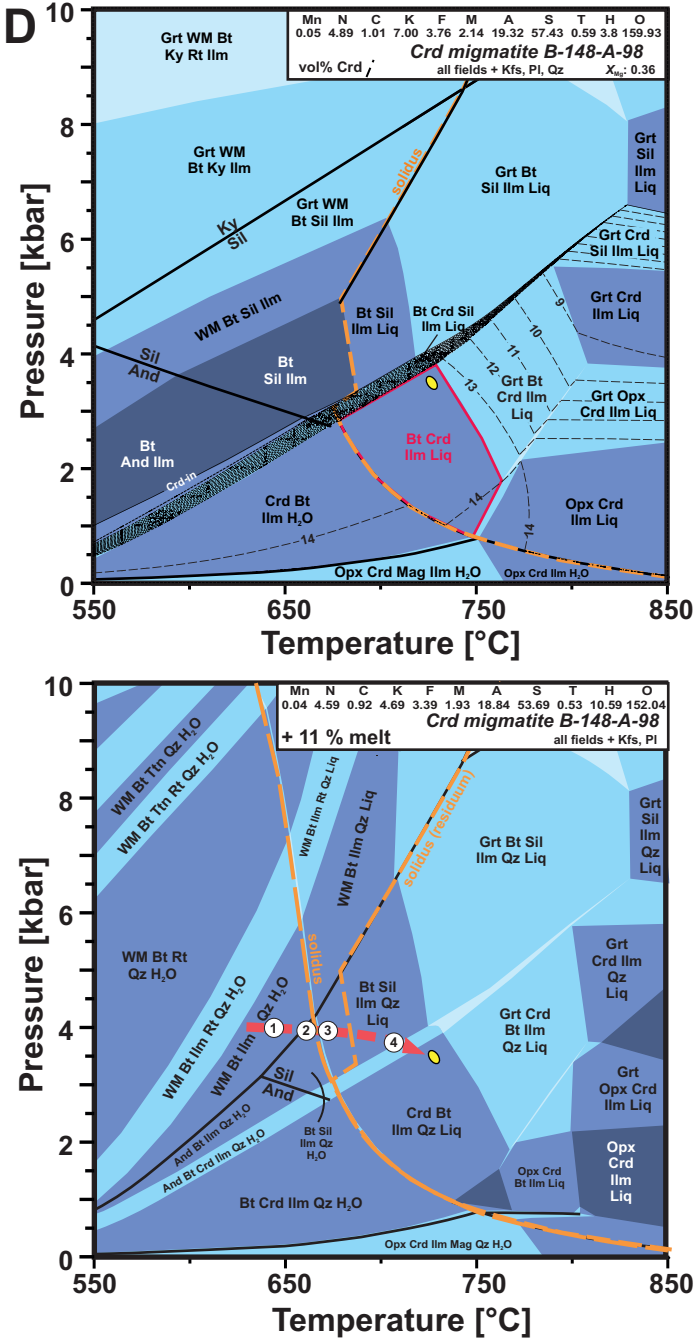 D
Mn N C K F M A S T H O
0.05 4.89 1.01 7.00 3.76 2.14 19.32 57.43 0.59 3.8 159.93
Crd migmatite B-148-A-98
vol% Crd
all fields + Kfs, Pl, Qz
XMg: 0.36
Grt WM Bt
Ky Rt Ilm
Grt WM
Bt Ky Ilm
solidus
Grt
Sil
Ilm
Liq
Grt Bt
Sil Ilm Liq
Grt WM
Bt Sil Ilm
Ky
Sil
Grt Crd
Sil Ilm Liq
WM Bt Sil Ilm
Bt Sil
Ilm Liq
Bt Crd Sil
Ilm Liq
9
Grt Crd
Ilm Liq
10
11
12
13
Sil
And
Bt
Sil Ilm
Grt Bt
Crd Ilm
Liq
Grt Opx
Crd Ilm Liq
Bt
And Ilm
Bt Crd
Ilm Liq
Crd-in
Crd Bt
Ilm H2O
14
14
14
Opx Crd
Ilm Liq
Opx Crd Mag Ilm H2O
Opx Crd Ilm H2O
10
8
6
4
2
0
Pressure [kbar]
550 650 750 850
Temperature [°C]
Mn N C K F M A S T H O
0.04 4.59 0.92 4.69 3.39 1.93 18.84 53.69 0.53 10.59 152.04
Crd migmatite B-148-A-98
+ 11 % melt
all fields + Kfs, Pl
WM Bt Ttn Qz H2O
WM Bt Ttn Rt Qz H2O
WM Bt Ilm Rt Qz Liq
WM Bt Ilm Qz Liq
solidus (residuum)
Grt Bt Sil
Ilm Qz Liq
Grt
Sil
Ilm
Qz
Liq
WM Bt Rt
Qz H2O
solidus
WM Bt Ilm Rt Qz H2O
WM Bt Ilm Qz H2O
Bt Sil
Ilm Qz
Liq
Grt
Crd Ilm
Qz
Liq
1
2
3
4
Grt Crd
Bt Ilm
Qz Liq
Sil
And
And Bt Ilm Qz H2O
And Bt Crd Ilm Qz H2O
Bt Sil
Ilm Qz
H2O
Crd Bt
Ilm Qz Liq
Grt
Opx Crd
Ilm Liq
Opx Crd
Bt Ilm Liq
Opx
Crd
Ilm
Liq
Bt Crd Ilm Qz H2O
Opx Crd Ilm Mag Qz H2O
10
8
6
4
2
0
Pressure [kbar]
550 650 750 850
Temperature [°C]